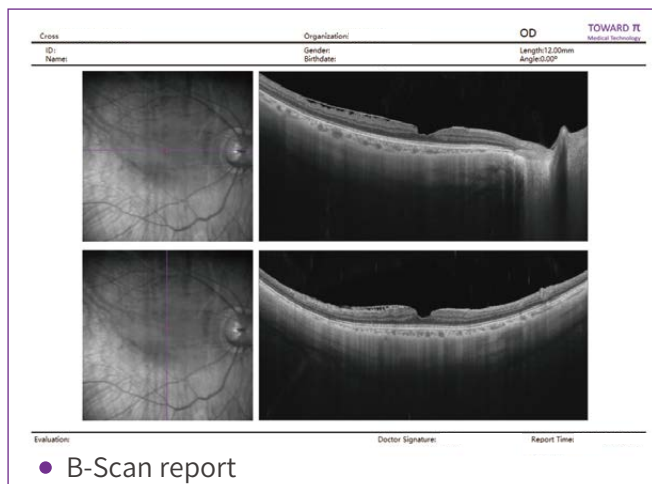 Cross Organization: OD TOWARD π
Medical Technology
ID: Gender: Length:12.00mm
Name: Birthdate: Angle:0.00°
Evaluation: Doctor Signature: Report Time:
• B-Scan report